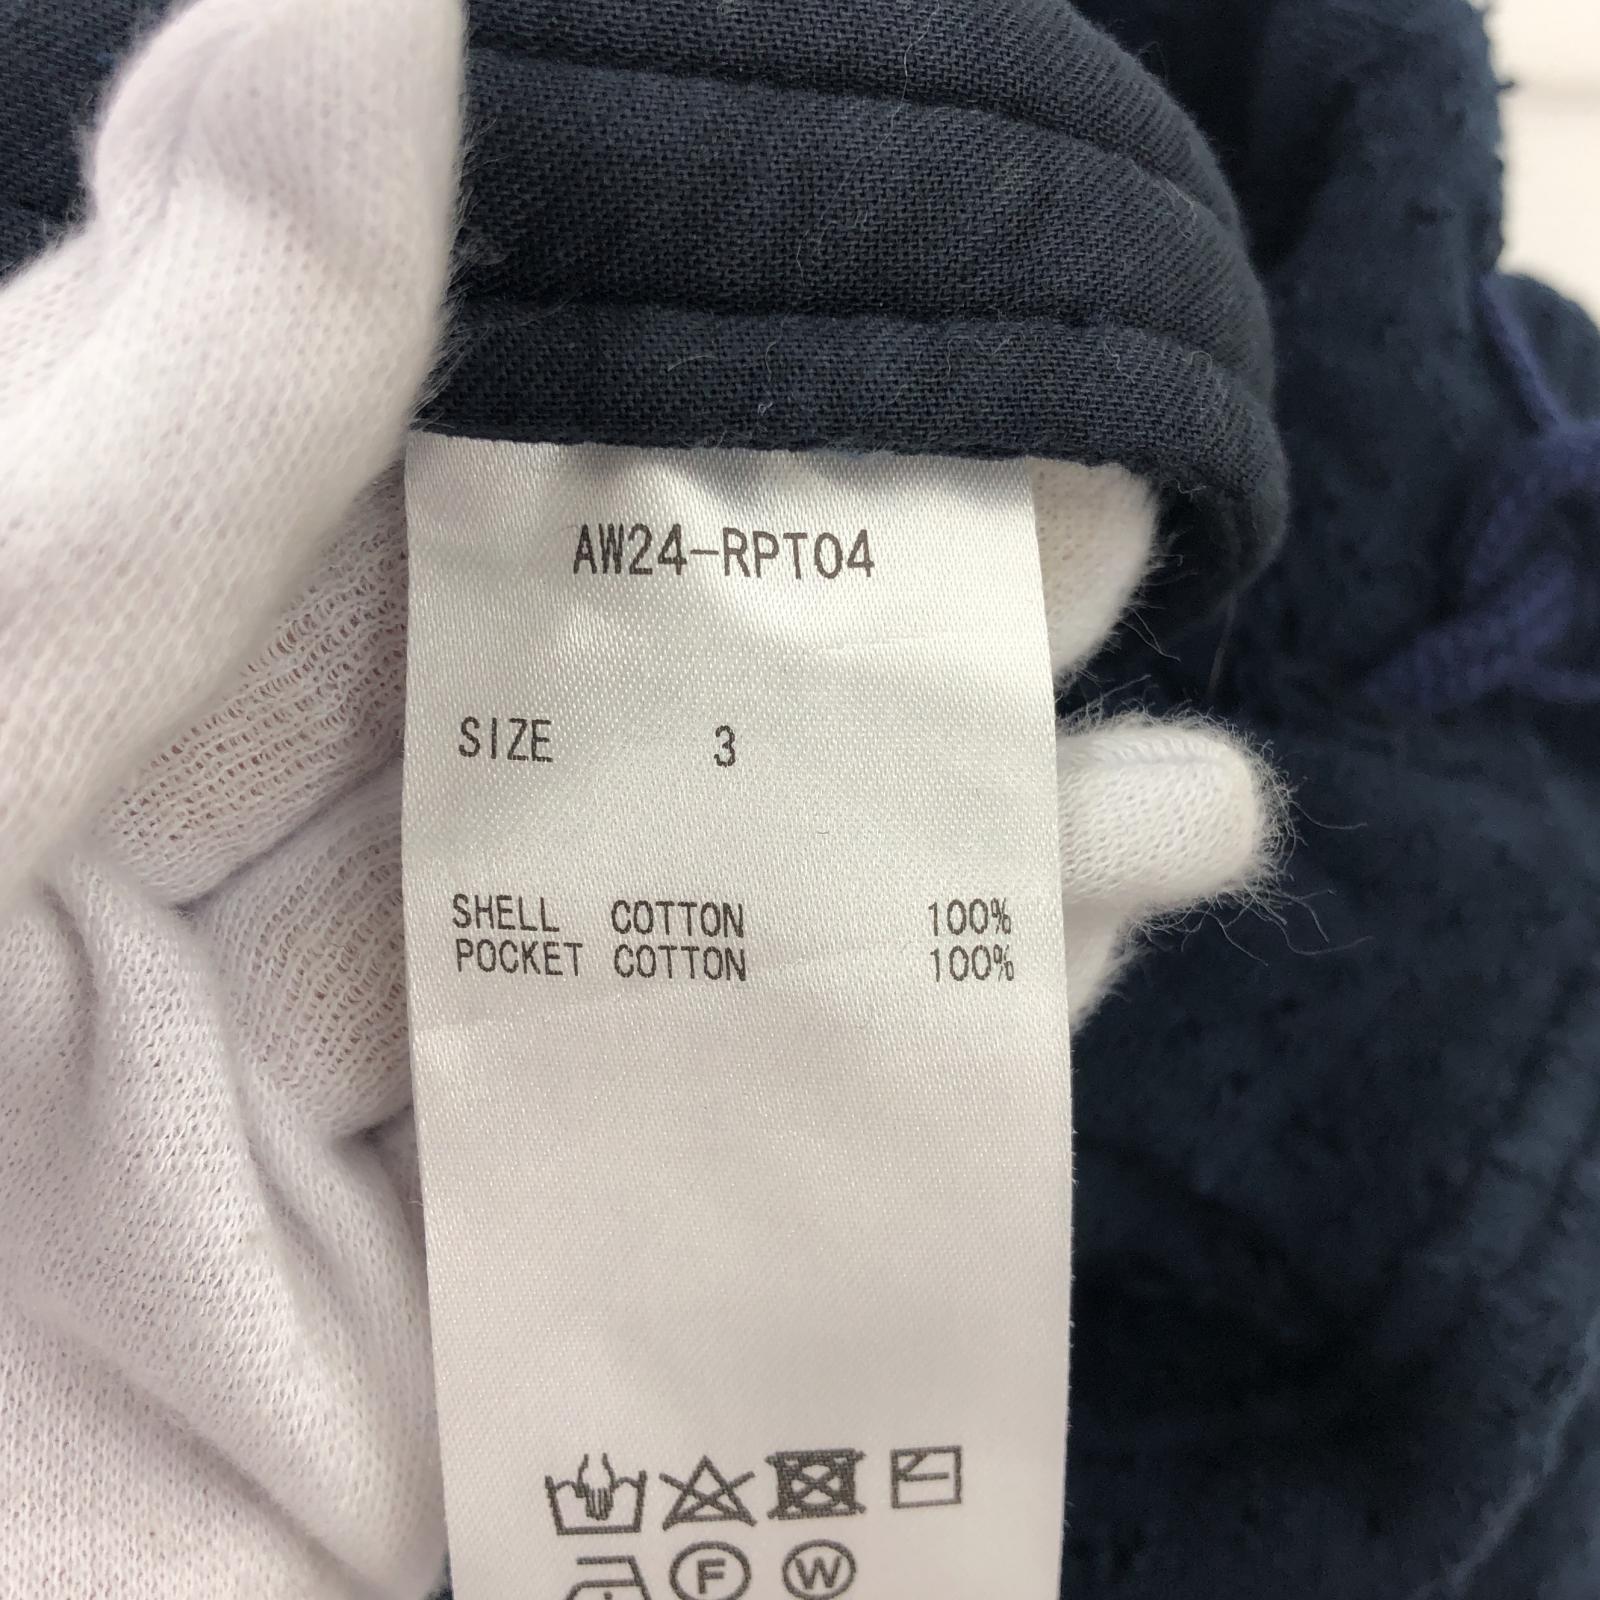 AW24-RPT04
SIZE 3
SHELL COTTON 100%
POCKET COTTON 100%
F W